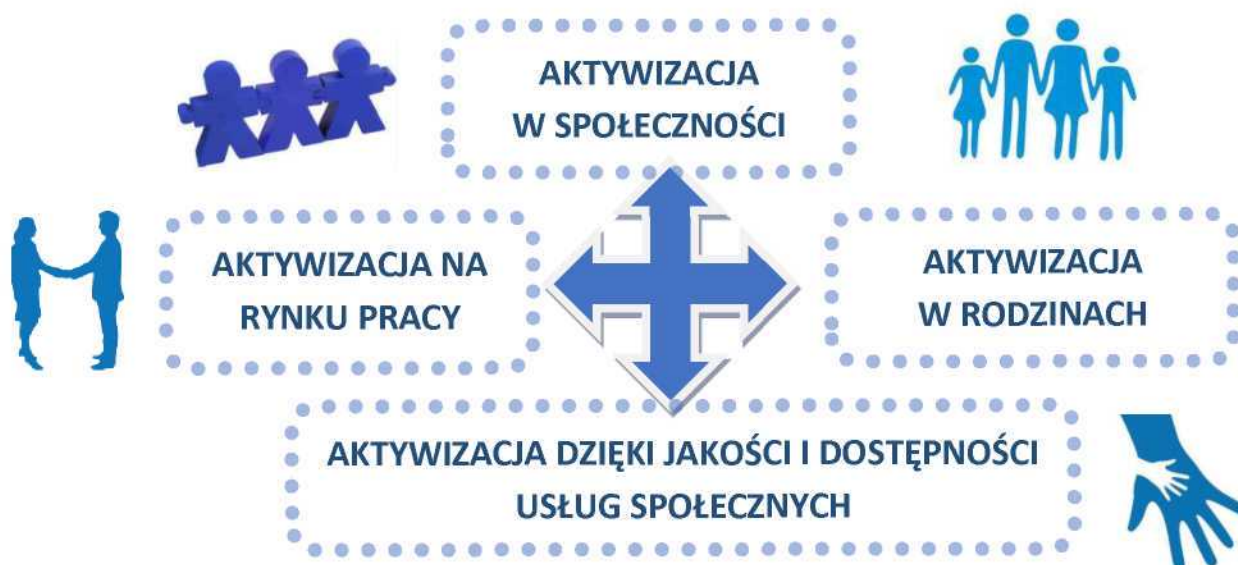 AKTYWIZACJA
W SPOŁECZNOŚCI
AKTYWIZACJA NA
RYNKU PRACY
AKTYWIZACJA
W RODZINACH
AKTYWIZACJA DZIĘKI JAKOŚCI I DOSTĘPNOŚCI
USŁUG SPOŁECZNYCH